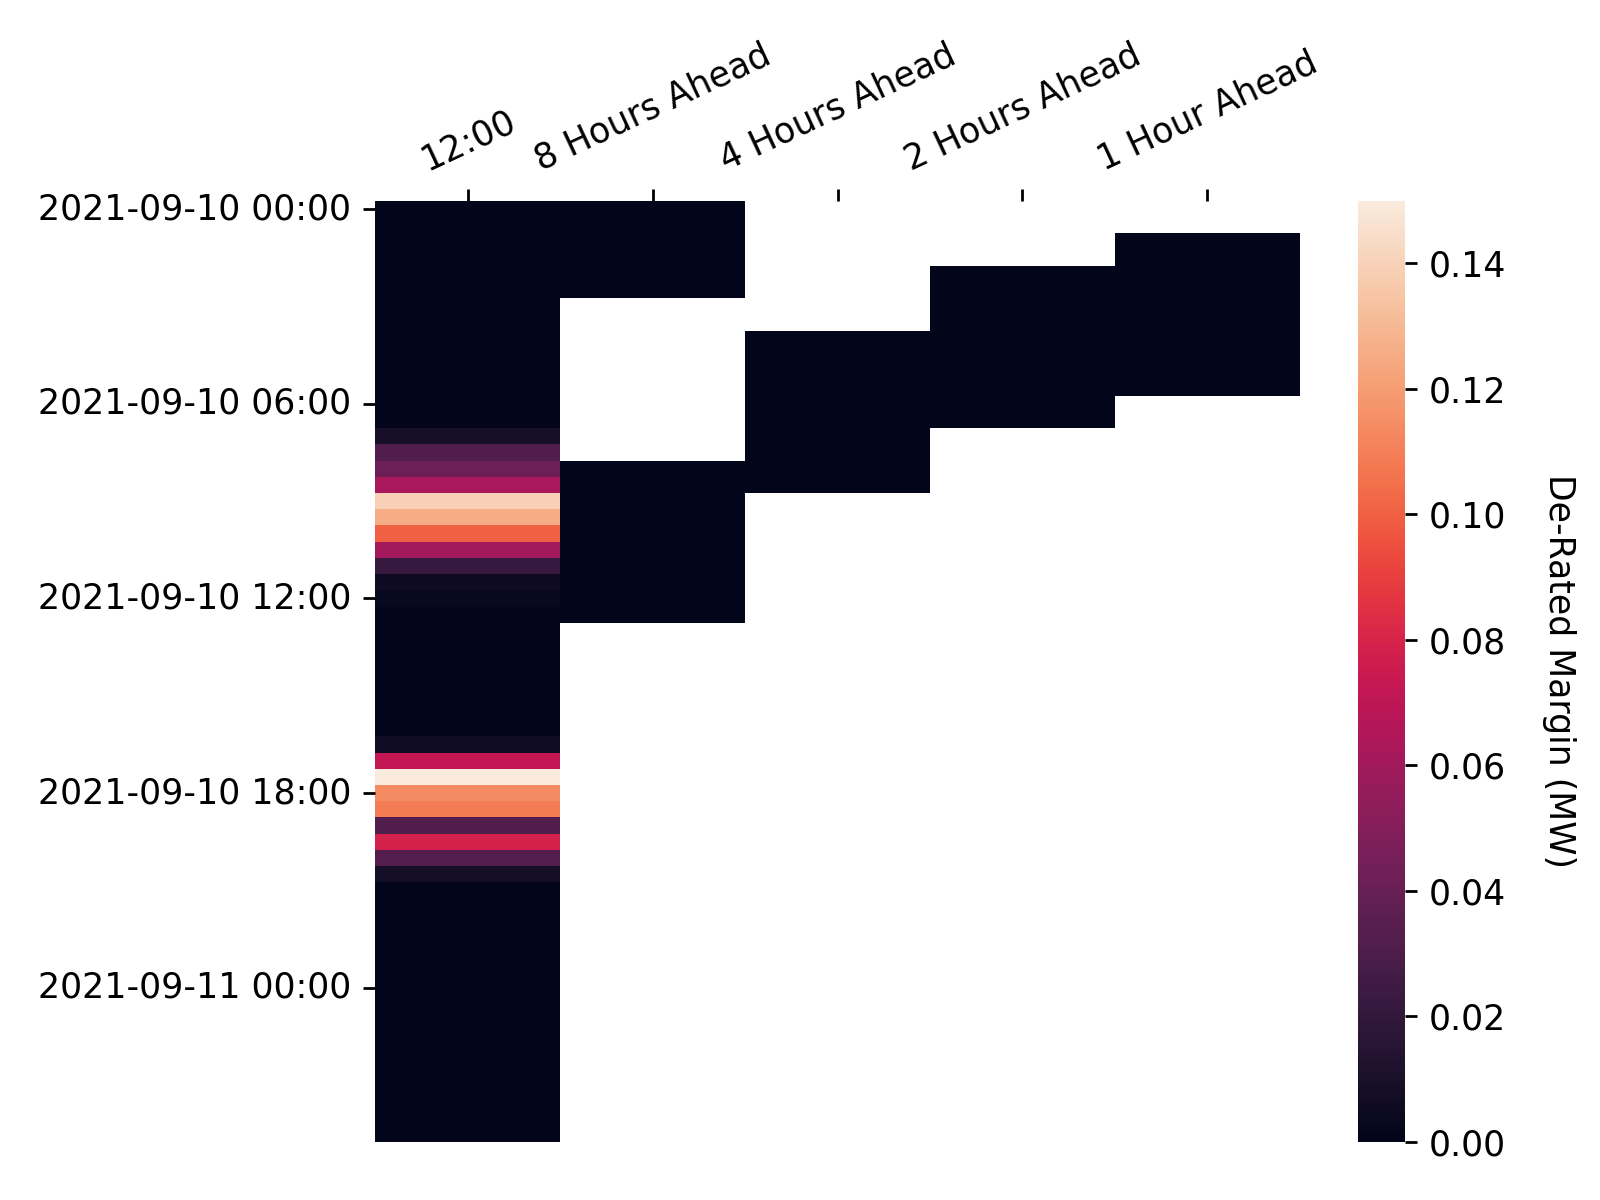 12:00
8 Hours Ahead
4 Hours Ahead
2 Hours Ahead
1 Hour Ahead
2021-09-10 00:00
2021-09-10 06:00
2021-09-10 12:00
2021-09-10 18:00
2021-09-11 00:00
0.14
0.12
0.10
0.08
0.06
0.04
0.02
0.00
De-Rated Margin (MW)